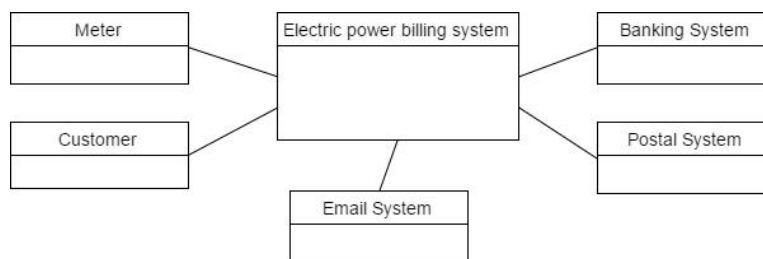 Meter
Electric power billing system
Banking System
Customer
Postal System
Email System